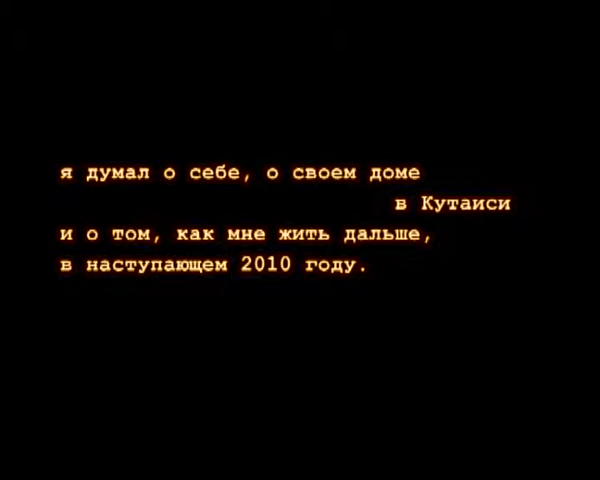 я думал о себе, о своем доме
в Кутаиси
и о том, как мне жить дальше,
в наступающем 2010 году.